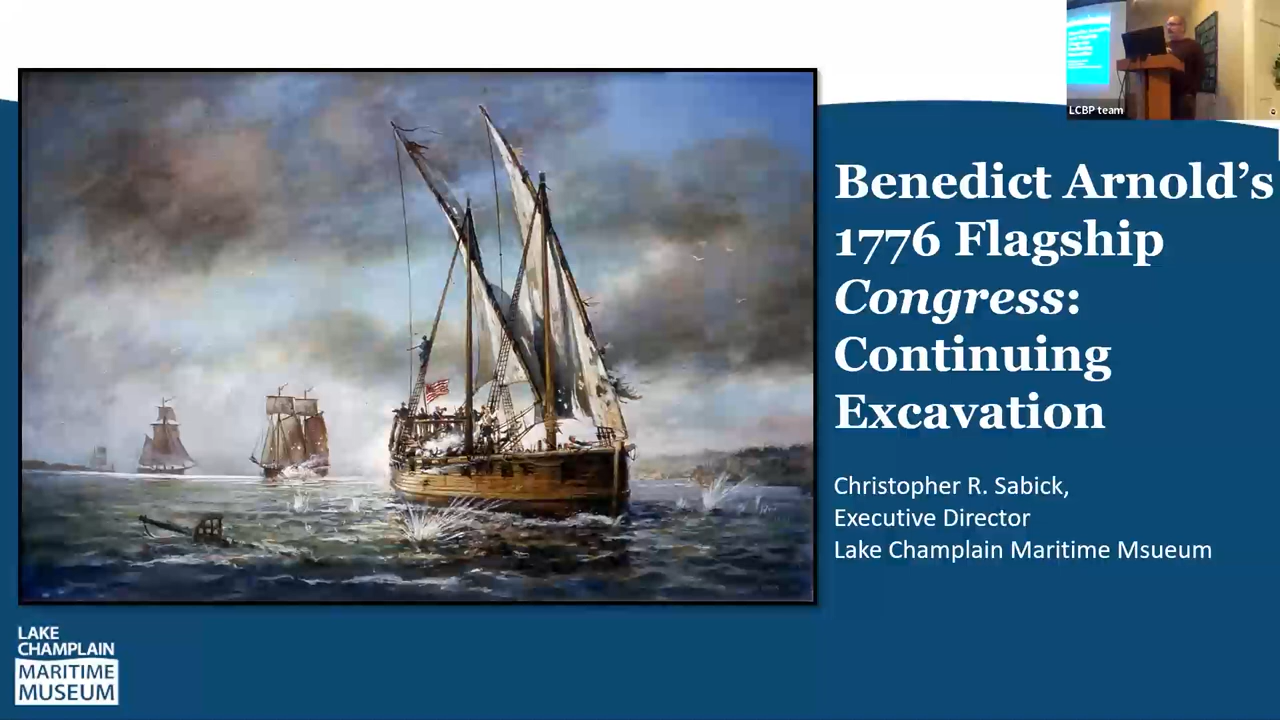 LCBP team
Benedict Arnold’s
1776 Flagship
Congress:
Continuing
Excavation
Christopher R. Sabick,
Executive Director
Lake Champlain Maritime Msueum
LAKE
CHAMPLAIN
MARITIME
MUSEUM